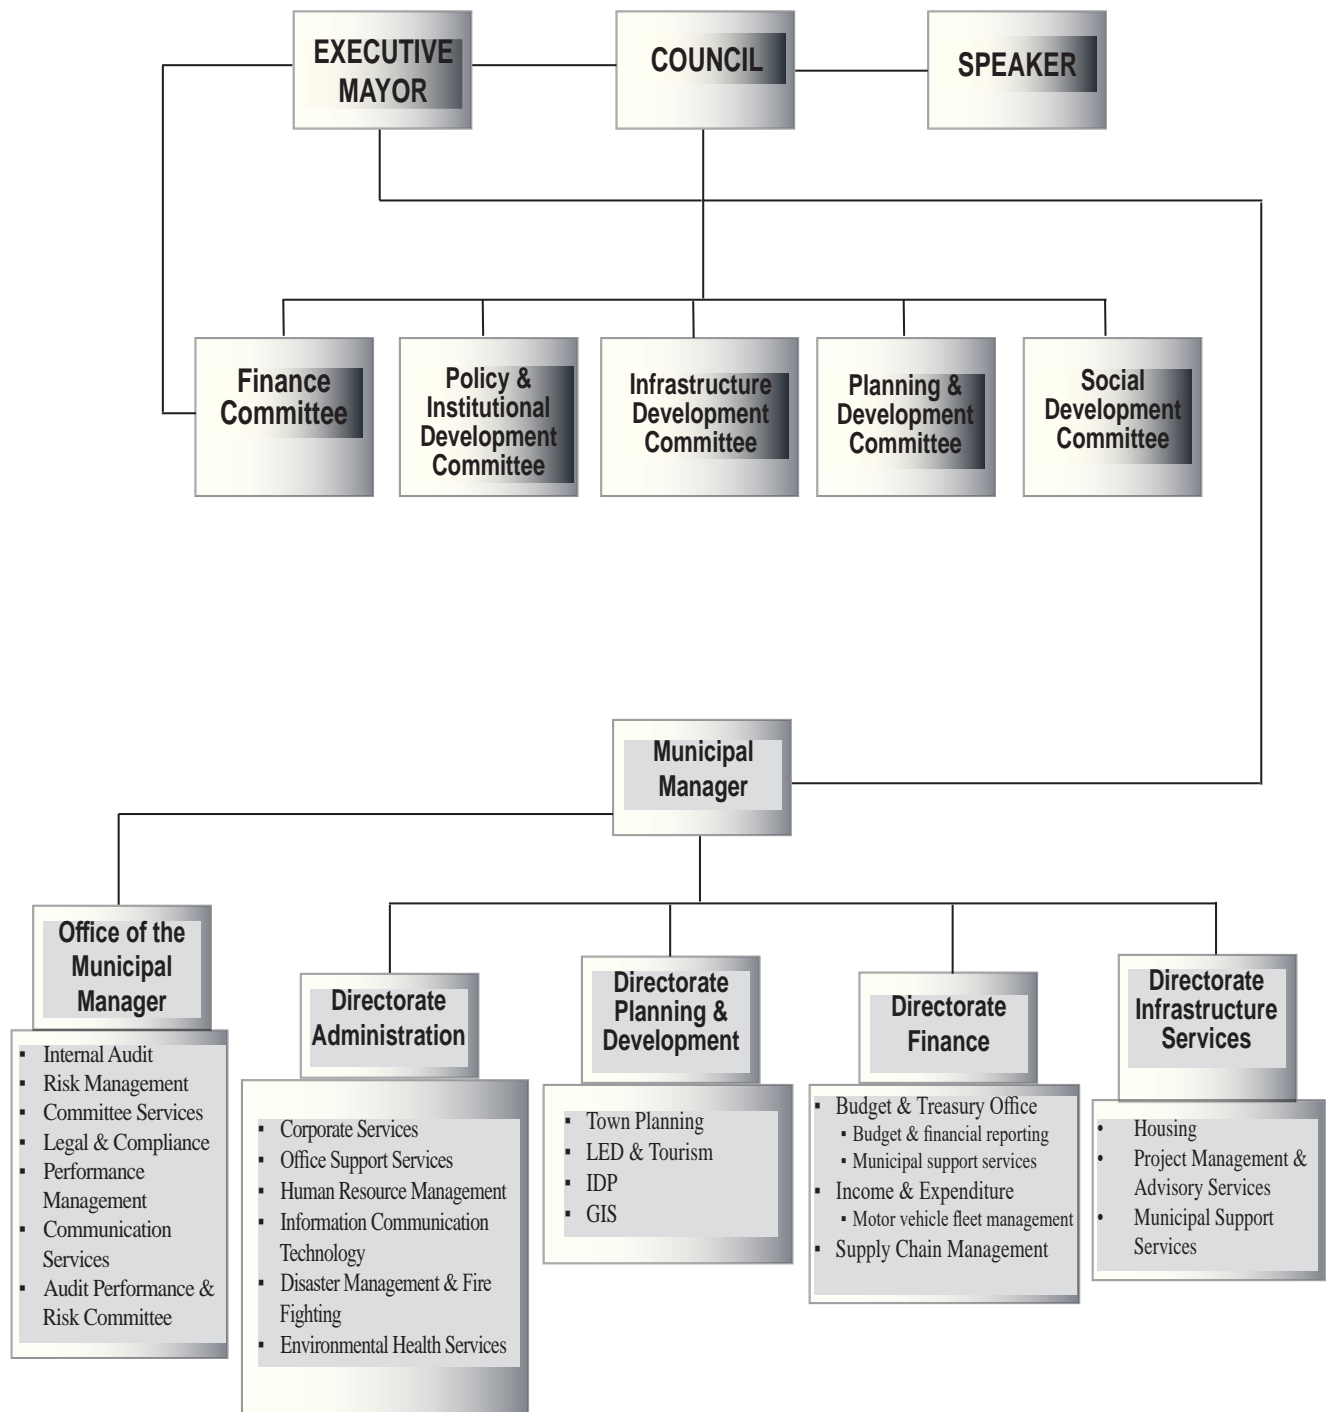 EXECUTIVE
MAYOR
COUNCIL
SPEAKER
Finance
Committee
Policy &
Institutional
Development
Committee
Infrastructure
Development
Committee
Planning &
Development
Committee
Social
Development
Committee
Municipal
Manager
Office of the
Municipal
Manager
▪ Internal Audit
▪ Risk Management
▪ Committee Services
▪ Legal & Compliance
▪ Performance
Management
▪ Communication
Services
▪ Audit Performance &
Risk Committee
Directorate
Administration
▪ Corporate Services
▪ Office Support Services
▪ Human Resource Management
▪ Information Communication
Technology
▪ Disaster Management & Fire
Fighting
▪ Environmental Health Services
Directorate
Planning &
Development
▪ Town Planning
▪ LED & Tourism
▪ IDP
▪ GIS
Directorate
Finance
▪ Budget & Treasury Office
▪ Budget & financial reporting
▪ Municipal support services
▪ Income & Expenditure
▪ Motor vehicle fleet management
▪ Supply Chain Management
Directorate
Infrastructure
Services
• Housing
• Project Management &
Advisory Services
• Municipal Support
Services